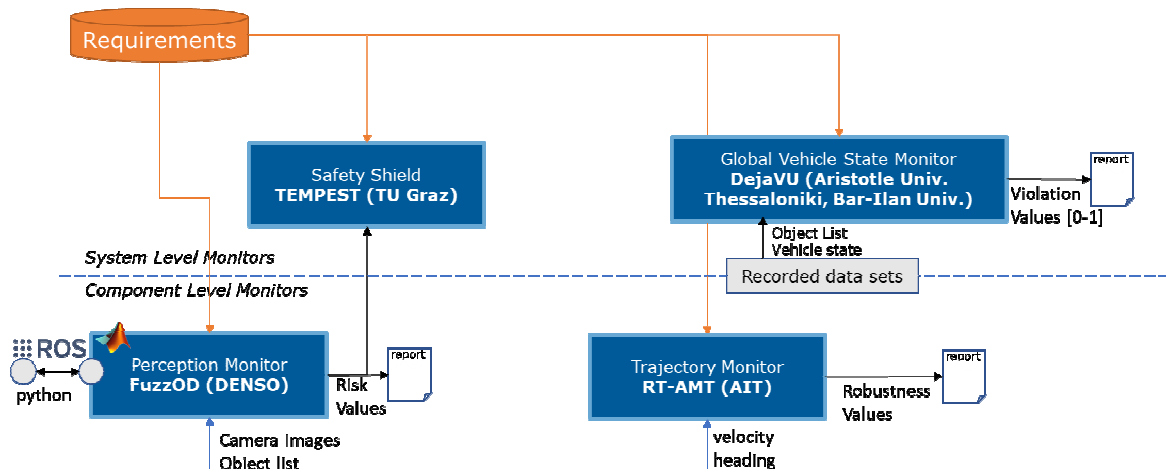 Requirements
Safety Shield
TEMPEST (TU Graz)
Global Vehicle State Monitor
DejaVU (Aristotle Univ.
Thessaloniki, Bar-Ilan Univ.)
report
Violation
Values [0-1]
Object List
Vehicle state
System Level Monitors
Recorded data sets
Component Level Monitors
ROS
python
Perception Monitor
FuzzOD (DENSO)
Risk
Values
report
Trajectory Monitor
RT-AMT (AIT)
Robustness
Values
report
Camera Images
Object list
velocity
heading